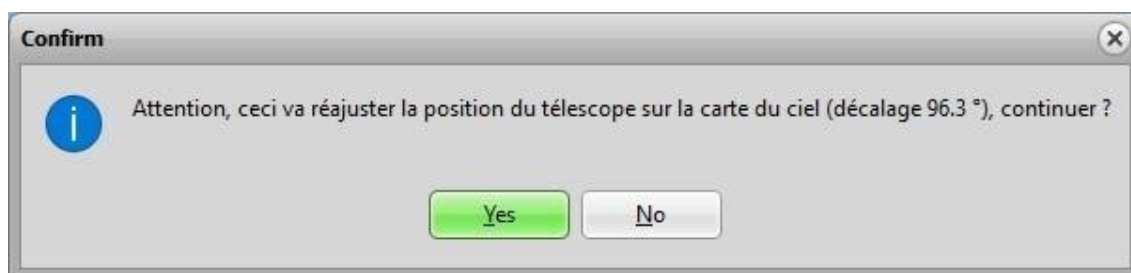 Confirm
Attention, ceci va réajuster la position du télescope sur la carte du ciel (décalage 96.3 °), continuer ?
Yes
No